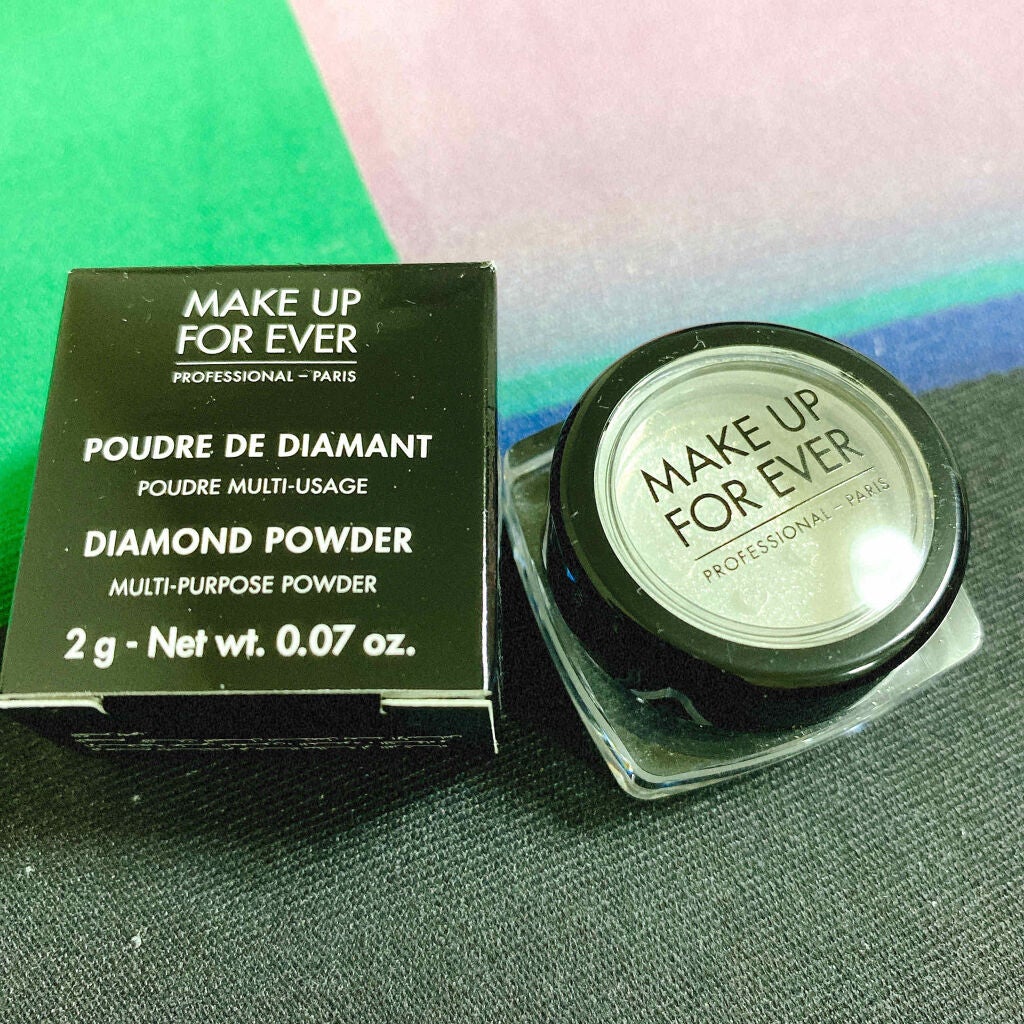 MAKE UP
FOR EVER
PROFESSIONAL – PARIS
POUDRE DE DIAMANT
POUDRE MULTI-USAGE
DIAMOND POWDER
MULTI-PURPOSE POWDER
2 g - Net wt. 0.07 oz.
MAKE UP
FOR EVER
PROFESSIONAL – PARIS